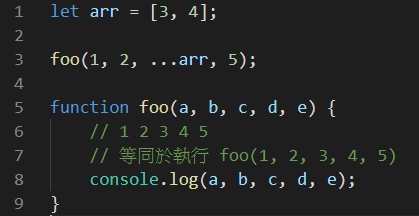 1 let arr = [3, 4];
2
3 foo(1, 2, ...arr, 5);
4
5 function foo(a, b, c, d, e) {
6     // 1 2 3 4 5
7     // 等同於執行 foo(1, 2, 3, 4, 5)
8     console.log(a, b, c, d, e);
9 }